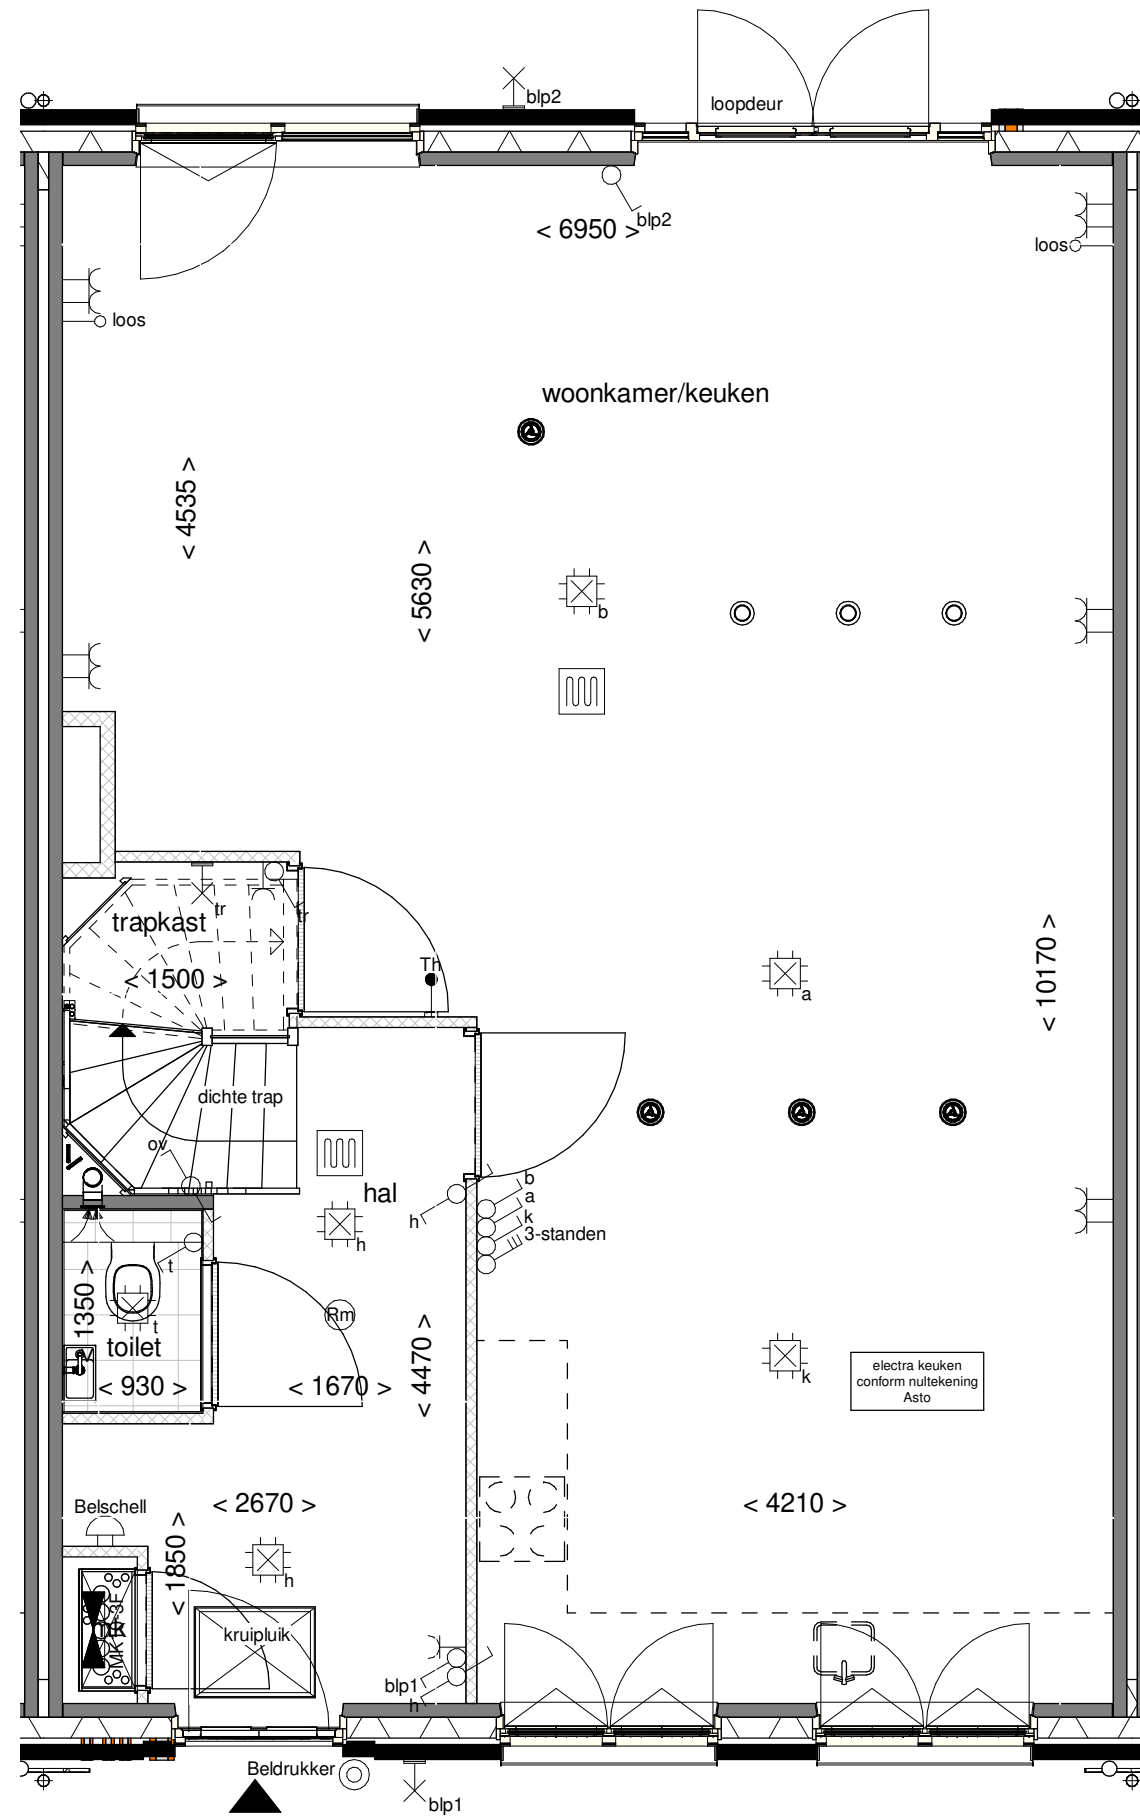 blp2
loopdeur
blp2
< 6950 >
loos
loos
woonkamer/keuken
< 4535 >
< 5630 >
b
trapkast
tr
tr
< 1500 >
Th
a
< 10170 >
dichte trap
ov
hal
h
h
b
a
k
3-standen
t
< 1350 >
t
toilet
Rm
< 930 >
< 1670 >
< 4470 >
k
electra keuken
conform nultekening
Asto
Belschell
< 2670 >
< 4210 >
< 1850 >
h
mk
kruipluik
blp1
h
Beldrukker
blp1